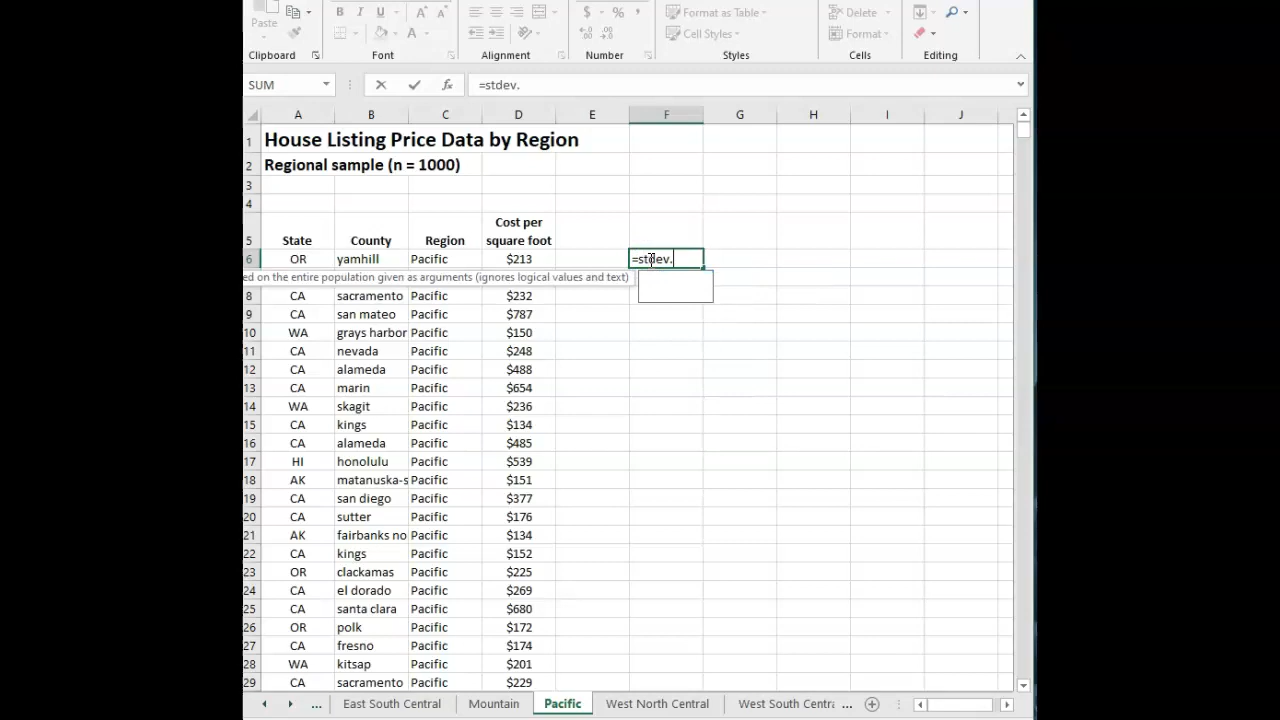 Paste
B I U
A A
$ % ,
Format as Table
Cell Styles
Delete
Format
Clipboard Font Alignment Number Styles Cells Editing
SUM fx =stdev.
A B C D E F G H I J
1 House Listing Price Data by Region
2 Regional sample (n = 1000)
3
4
Cost per
5 State County Region square foot
6 OR yamhill Pacific $213 =stdev.
ed on the entire population given as arguments (ignores logical values and text)
8 CA sacramento Pacific $232
9 CA san mateo Pacific $787
10 WA grays harbor Pacific $150
11 CA nevada Pacific $248
12 CA alameda Pacific $488
13 CA marin Pacific $654
14 WA skagit Pacific $236
15 CA kings Pacific $134
16 CA alameda Pacific $485
17 HI honolulu Pacific $539
18 AK matanuska-s Pacific $151
19 CA san diego Pacific $377
20 CA sutter Pacific $176
21 AK fairbanks no Pacific $134
22 CA kings Pacific $152
23 OR clackamas Pacific $225
24 CA el dorado Pacific $269
25 CA santa clara Pacific $680
26 OR polk Pacific $172
27 CA fresno Pacific $174
28 WA kitsap Pacific $201
29 CA sacramento Pacific $229
... East South Central Mountain Pacific West North Central West South Centra ...